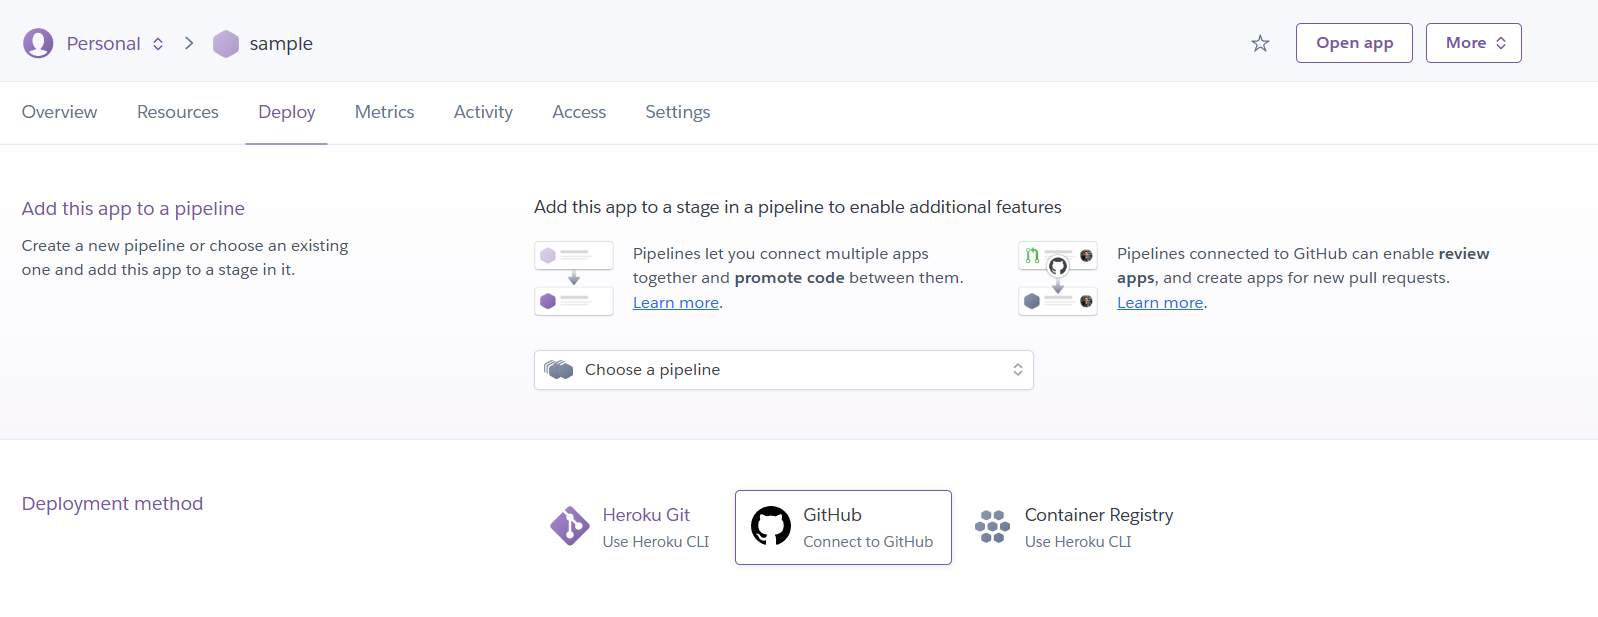 Personal
sample
Open app
More
Overview
Resources
Deploy
Metrics
Activity
Access
Settings
Add this app to a pipeline
Create a new pipeline or choose an existing
one and add this app to a stage in it.
Add this app to a stage in a pipeline to enable additional features
Pipelines let you connect multiple apps
together and promote code between them.
Learn more.
Pipelines connected to GitHub can enable review
apps, and create apps for new pull requests.
Learn more.
Choose a pipeline
Deployment method
Heroku Git
Use Heroku CLI
GitHub
Connect to GitHub
Container Registry
Use Heroku CLI